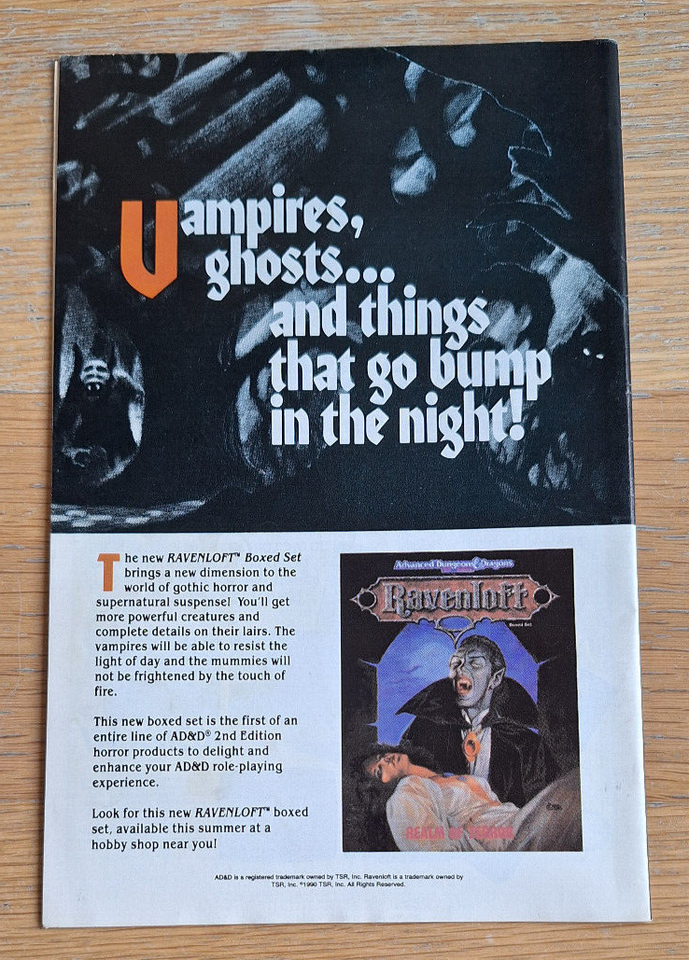 Vampires,
ghosts...
and things
that go bump
in the night!
The new RAVENLOFT™ Boxed Set
brings a new dimension to the
world of gothic horror and
supernatural suspense! You'll get
more powerful creatures and
complete details on their lairs. The
vampires will be able to resist the
light of day and the mummies will
not be frightened by the touch of
fire.
This new boxed set is the first of an
entire line of AD&D® 2nd Edition
horror products to delight and
enhance your AD&D role-playing
experience.
Look for this new RAVENLOFT™ boxed
set, available this summer at a
hobby shop near you!
Advanced Dungeons & Dragons
Ravenloft
Boxed Set
REALM OF TERROR
AD&D is a registered trademark owned by TSR, Inc. Ravenloft is a trademark owned by
TSR, Inc. ©1990 TSR, Inc. All Rights Reserved.